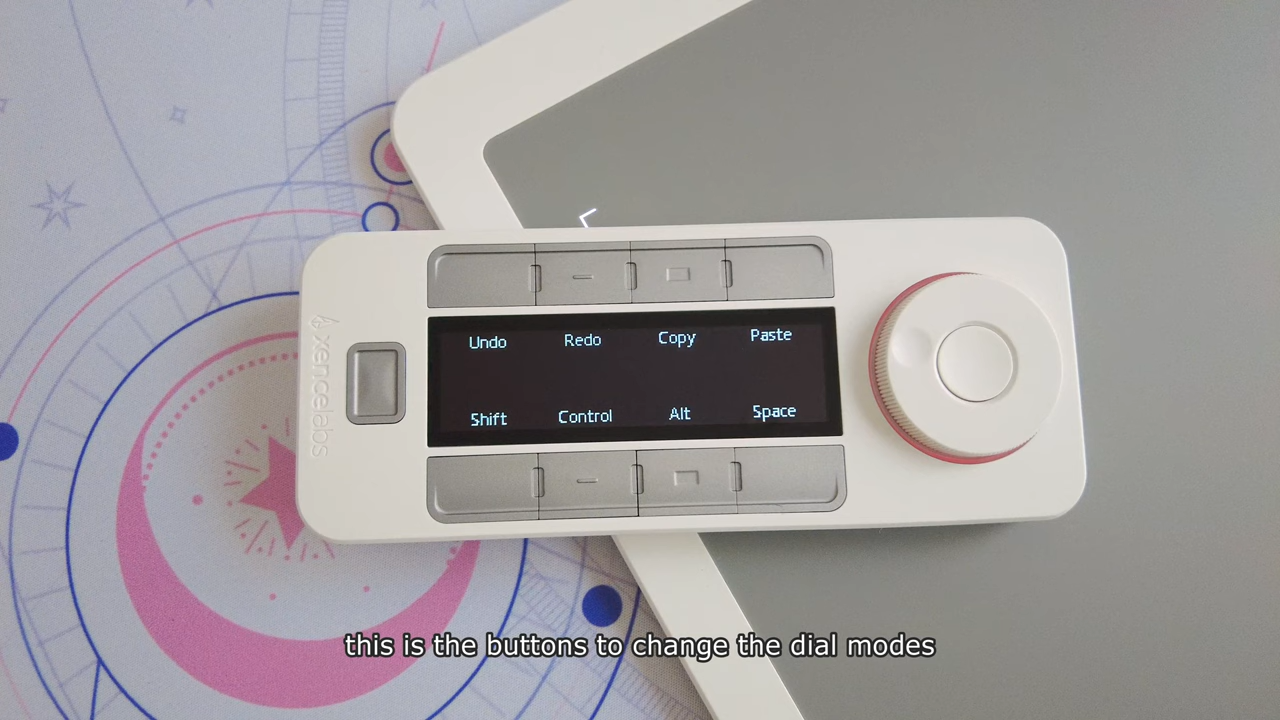 Undo Redo Copy Paste
Shift Control Alt Space
xencelabs
this is the buttons to change the dial modes